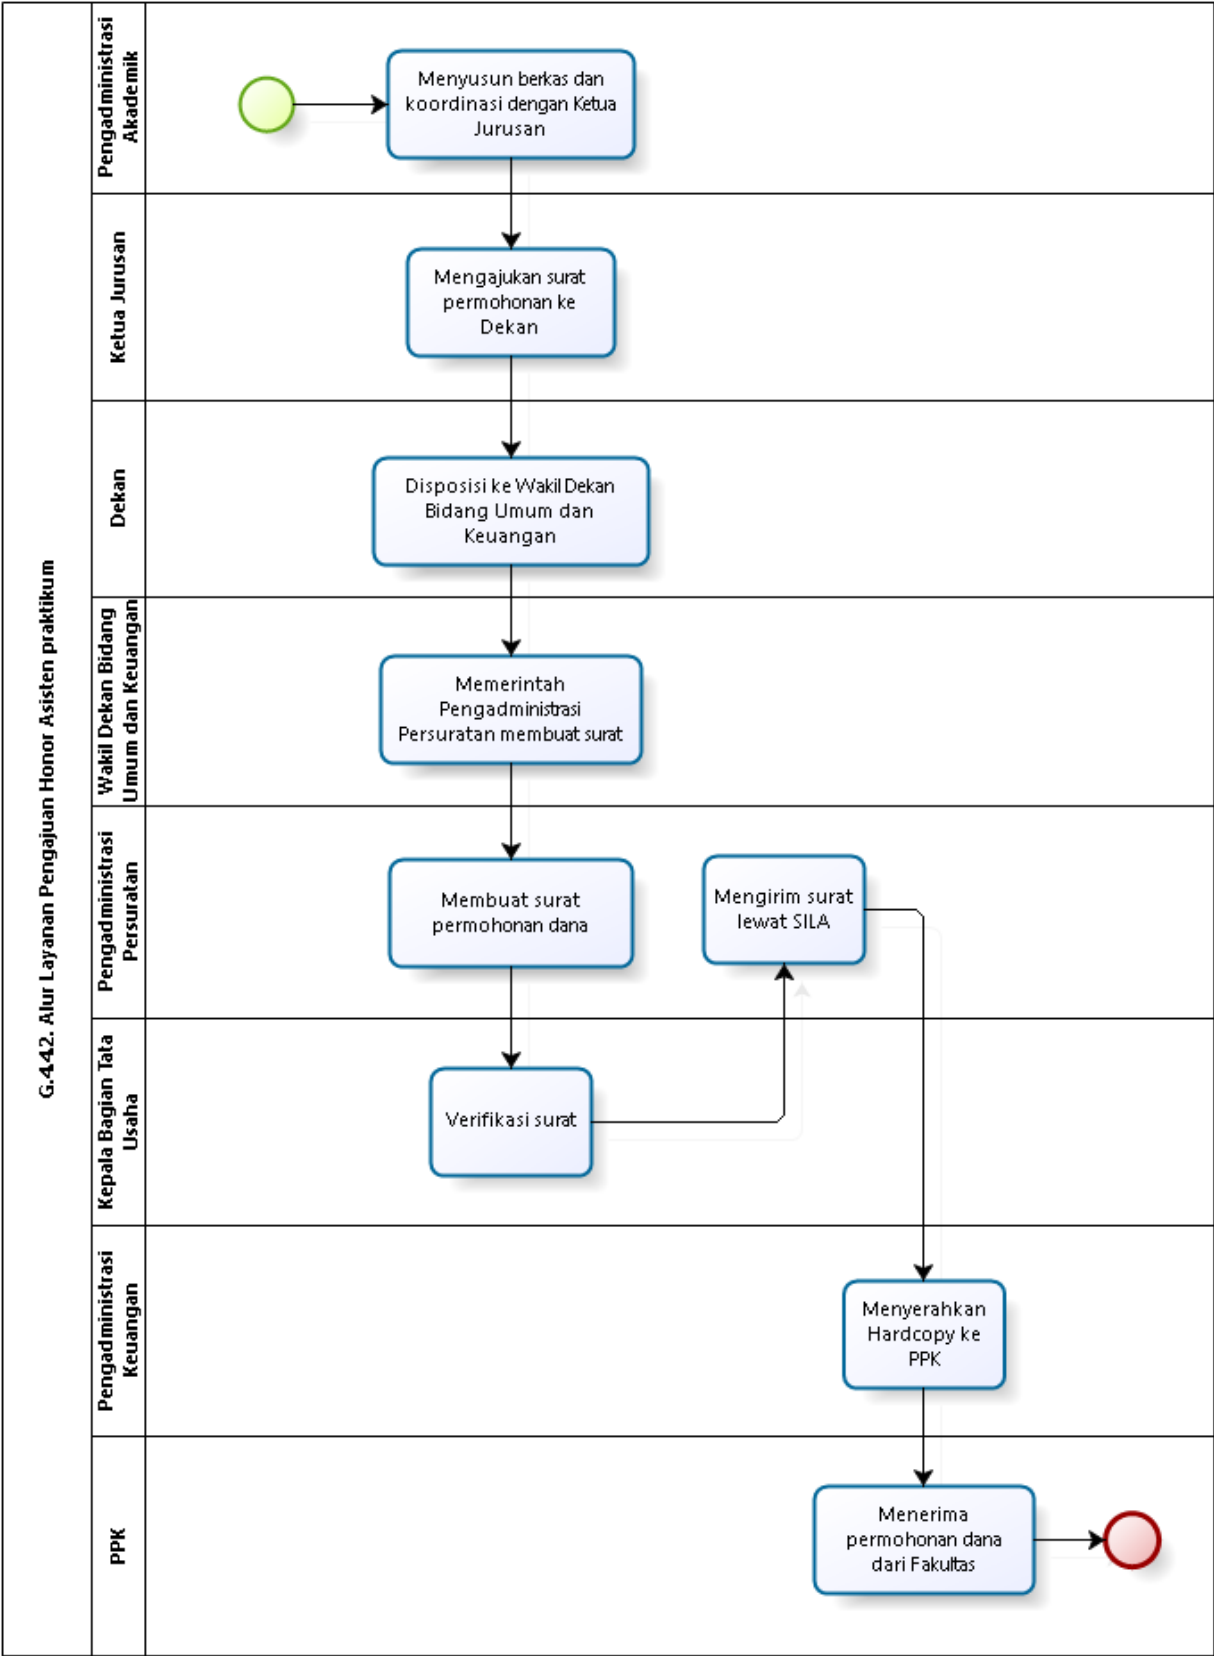 G.442. Alur Layanan Pengajuan Honor Asisten praktikum
Pengadministrasi
Akademik
Menyusun berkas dan
koordinasi dengan Ketua
Jurusan
Ketua Jurusan
Mengajukan surat
permohonan ke
Dekan
Dekan
Disposisi ke Wakil Dekan
Bidang Umum dan
Keuangan
Wakil Dekan Bidang
Umum dan Keuangan
Memerintah
Pengadministrasi
Persuratan membuat surat
Pengadministrasi
Persuratan
Membuat surat
permohonan dana
Mengirim surat
lewat SILA
Kepala Bagian Tata
Usaha
Verifikasi surat
Pengadministrasi
Keuangan
Menyerahkan
Hardcopy ke
PPK
PPK
Menerima
permohonan dana
dari Fakultas